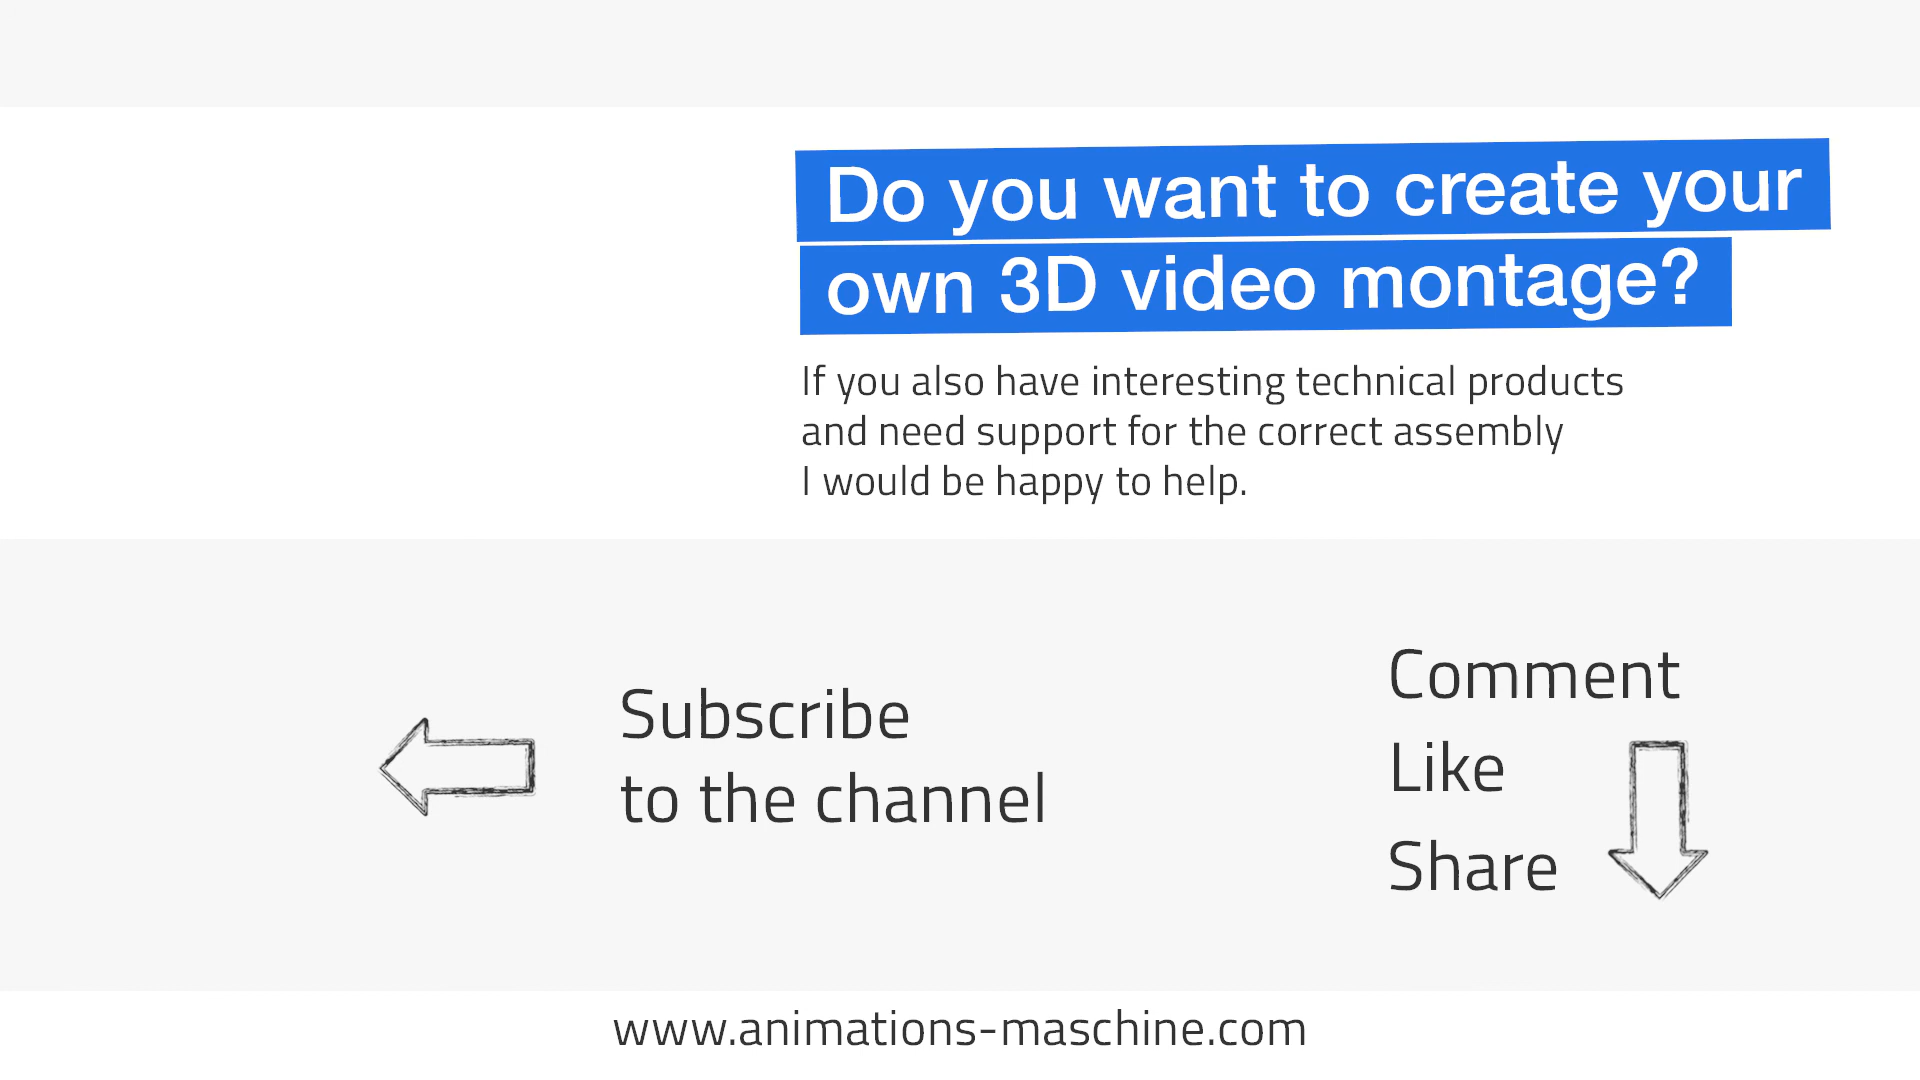 Do you want to create your
own 3D video montage?
If you also have interesting technical products
and need support for the correct assembly
I would be happy to help.
Subscribe
to the channel
Comment
Like
Share
www.animations-maschine.com